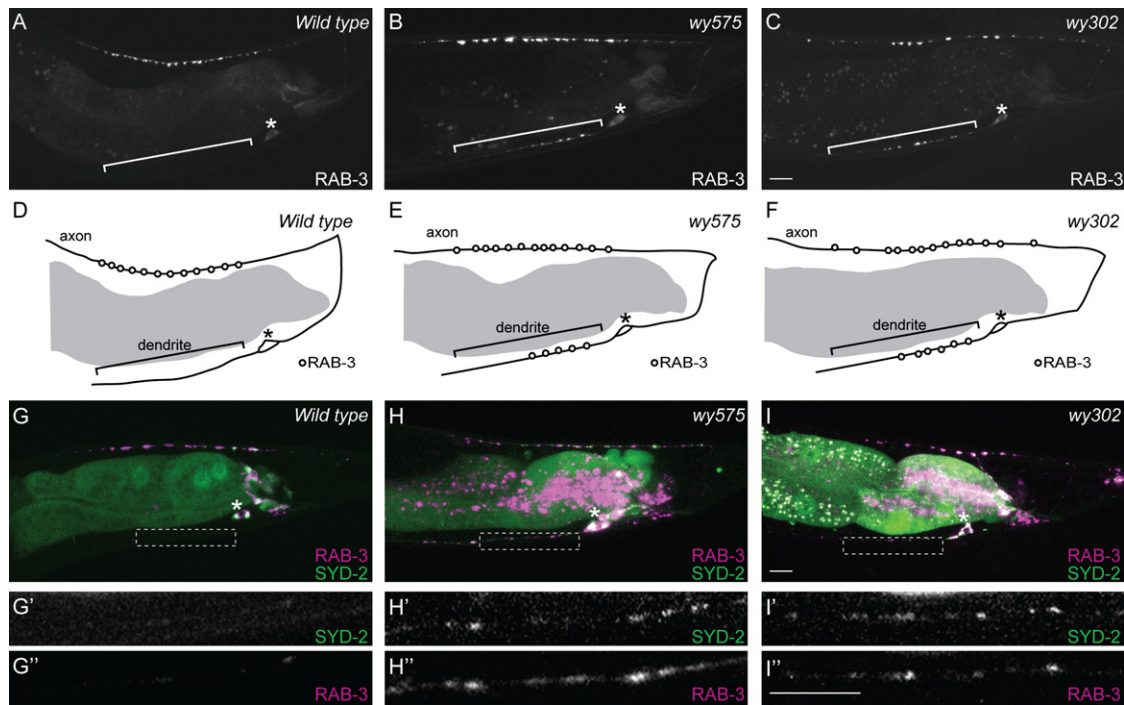 A
Wild type
*
RAB-3
B
wy575
*
RAB-3
C
wy302
*
RAB-3
D
Wild type
axon
dendrite
*
RAB-3
E
wy575
axon
dendrite
*
RAB-3
F
wy302
axon
dendrite
*
RAB-3
G
Wild type
*
RAB-3
SYD-2
H
wy575
*
RAB-3
SYD-2
I
wy302
*
RAB-3
SYD-2
G'
SYD-2
H'
SYD-2
I'
SYD-2
G''
RAB-3
H''
RAB-3
I''
RAB-3